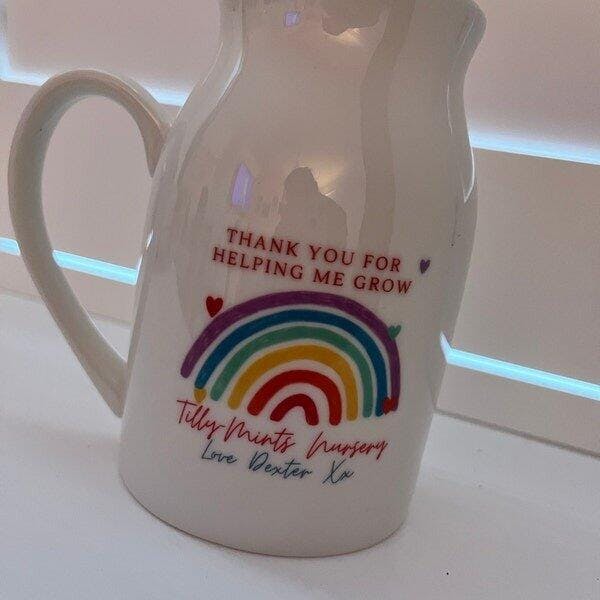 THANK YOU FOR
HELPING ME GROW
Tilly-Mints Nursery
Love Dexter Xx